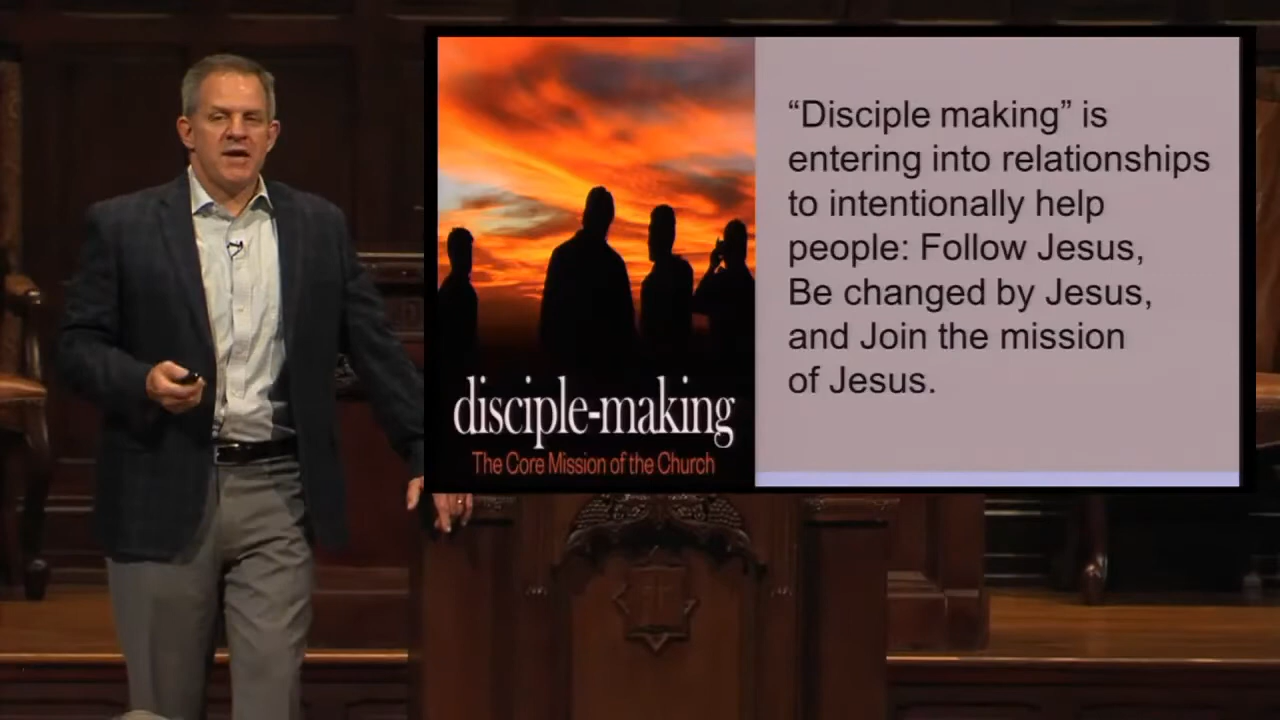 disciple-making
The Core Mission of the Church
“Disciple making” is
entering into relationships
to intentionally help
people: Follow Jesus,
Be changed by Jesus,
and Join the mission
of Jesus.